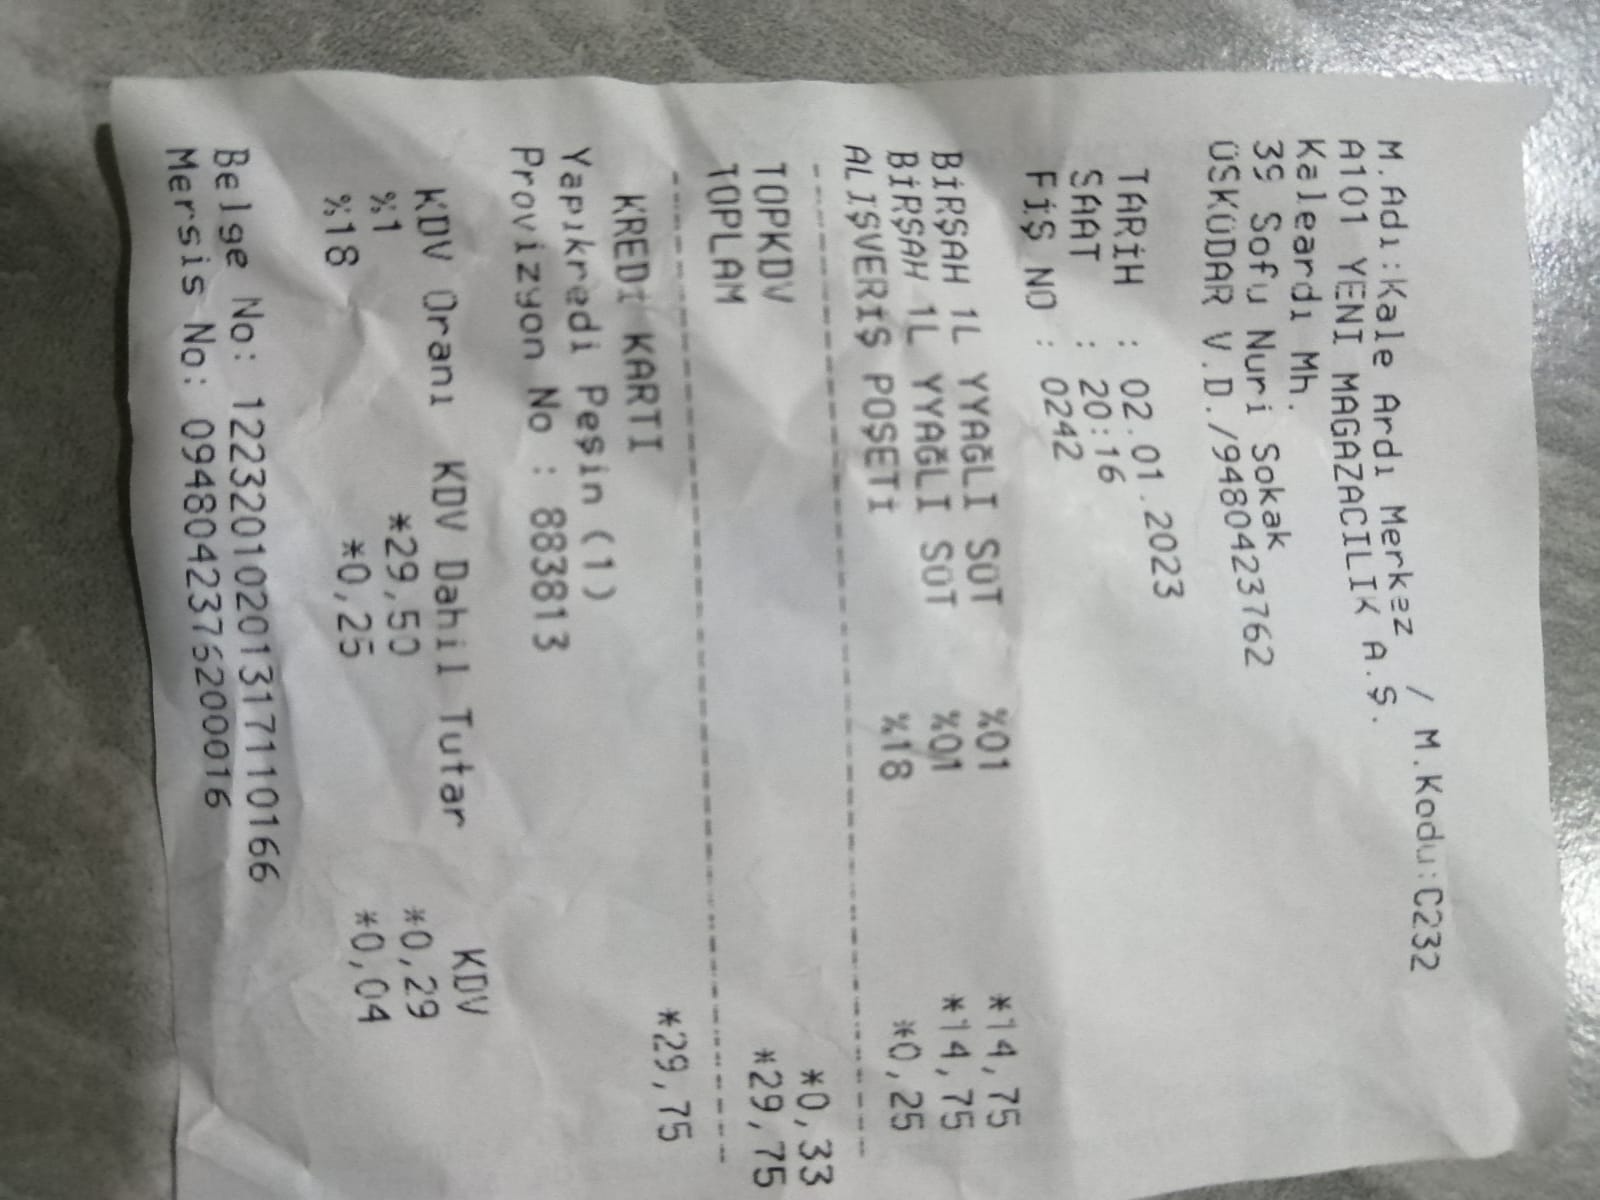 M.Adı:Kale Ardı Merkez / M.Kodu:C232
A101 YENİ MAGAZACILIK A.Ş.
Kaleardı Mh.
39 Sofu Nuri Sokak
ÜSKÜDAR V.D./9480423762
TARİH : 02.01.2023
SAAT : 20:16
FİŞ NO : 0242
BİRŞAH 1L YYAĞLI SÜT %01 *14,75
BİRŞAH 1L YYAĞLI SÜT %01 *14,75
ALIŞVERİŞ POŞETİ %18 *0,25
TOPKDV *0,33
TOPLAM *29,75
KREDİ KARTI *29,75
Yapıkredi Peşin(1)
Provizyon No : 883813
KDV Oranı KDV Dahil Tutar KDV
%1 *29,50 *0,29
%18 *0,25 *0,04
Belge No: 1223201020131711​0166
Mersis No: 0948042376200016